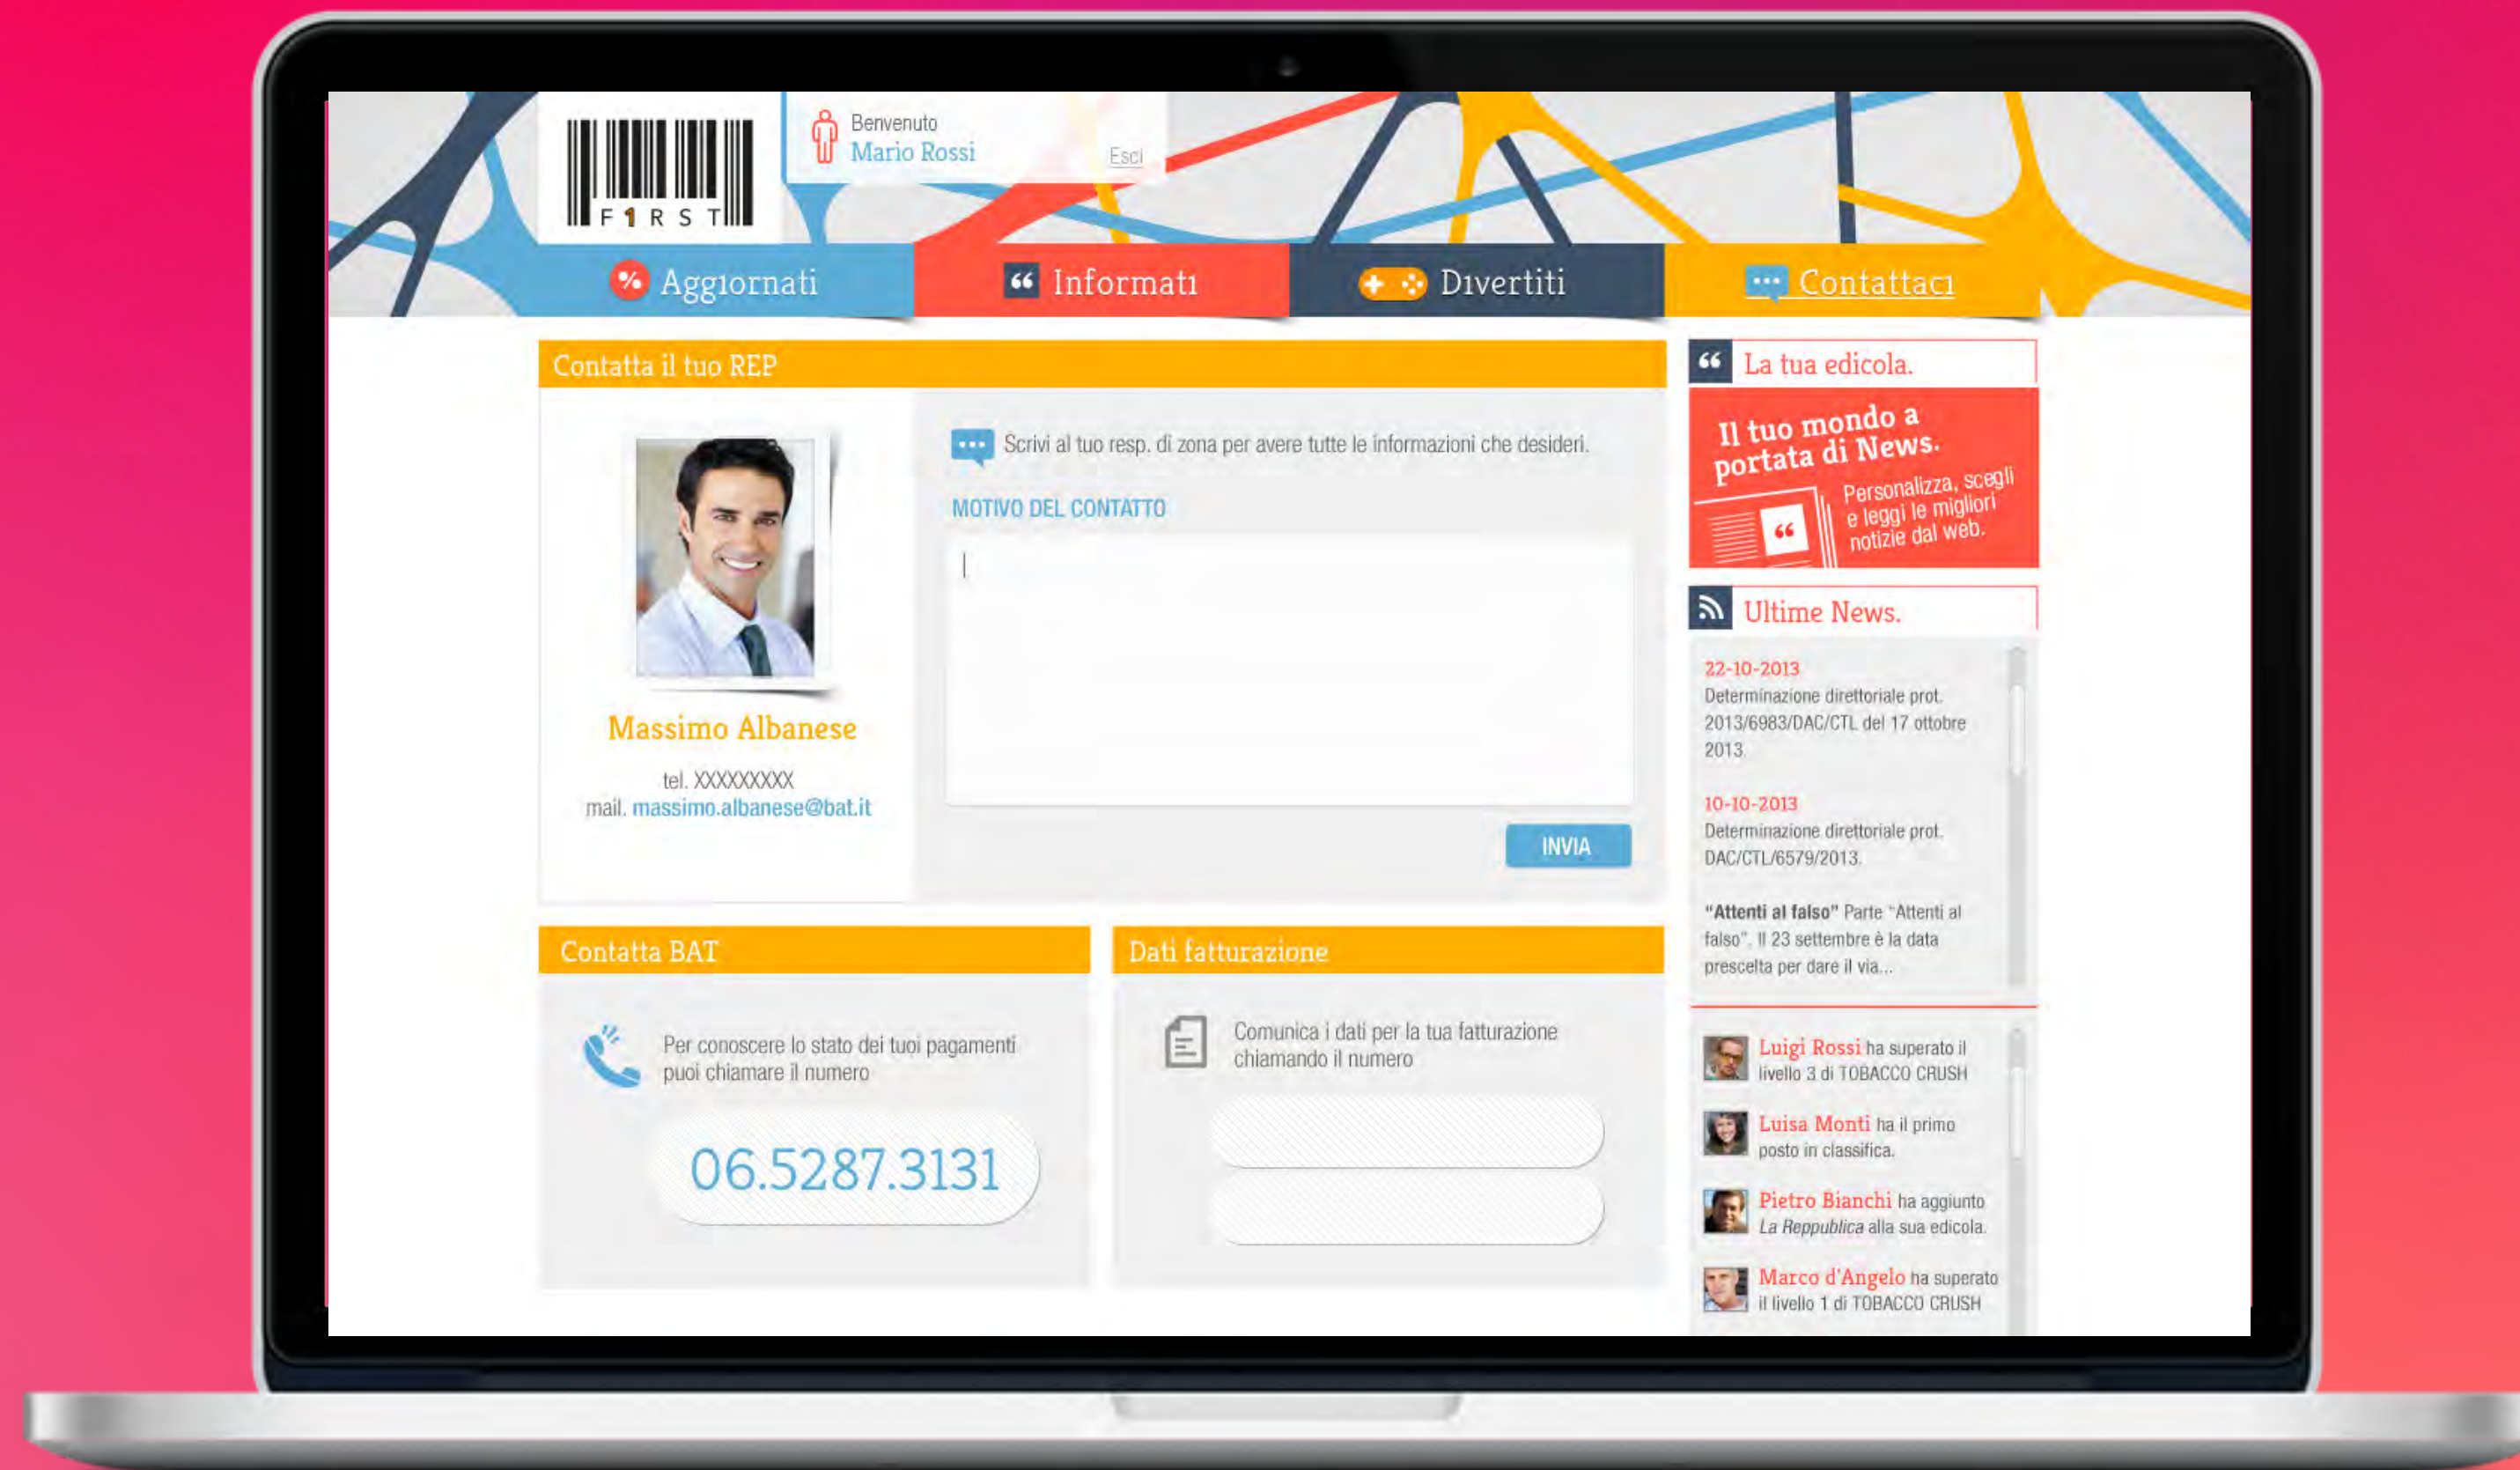 F1RST
Benvenuto
Mario Rossi
Esci
Aggiornati
Informati
Divertiti
Contattaci
Contatta il tuo REP
Massimo Albanese
tel. XXXXXXXXX
mail. massimo.albanese@bat.it
Scrivi al tuo resp. di zona per avere tutte le informazioni che desideri.
MOTIVO DEL CONTATTO
INVIA
Contatta BAT
Per conoscere lo stato dei tuoi pagamenti
puoi chiamare il numero
06.5287.3131
Dati fatturazione
Comunica i dati per la tua fatturazione
chiamando il numero
La tua edicola.
Il tuo mondo a
portata di News.
Personalizza, scegli
e leggi le migliori
notizie dal web.
Ultime News.
22-10-2013
Determinazione direttoriale prot.
2013/6983/DAC/CTL del 17 ottobre
2013.
10-10-2013
Determinazione direttoriale prot.
DAC/CTL/6579/2013.
"Attenti al falso" Parte "Attenti al
falso". Il 23 settembre è la data
prescelta per dare il via...
Luigi Rossi ha superato il
livello 3 di TOBACCO CRUSH
Luisa Monti ha il primo
posto in classifica.
Pietro Bianchi ha aggiunto
La Reppublica alla sua edicola.
Marco d'Angelo ha superato
il livello 1 di TOBACCO CRUSH